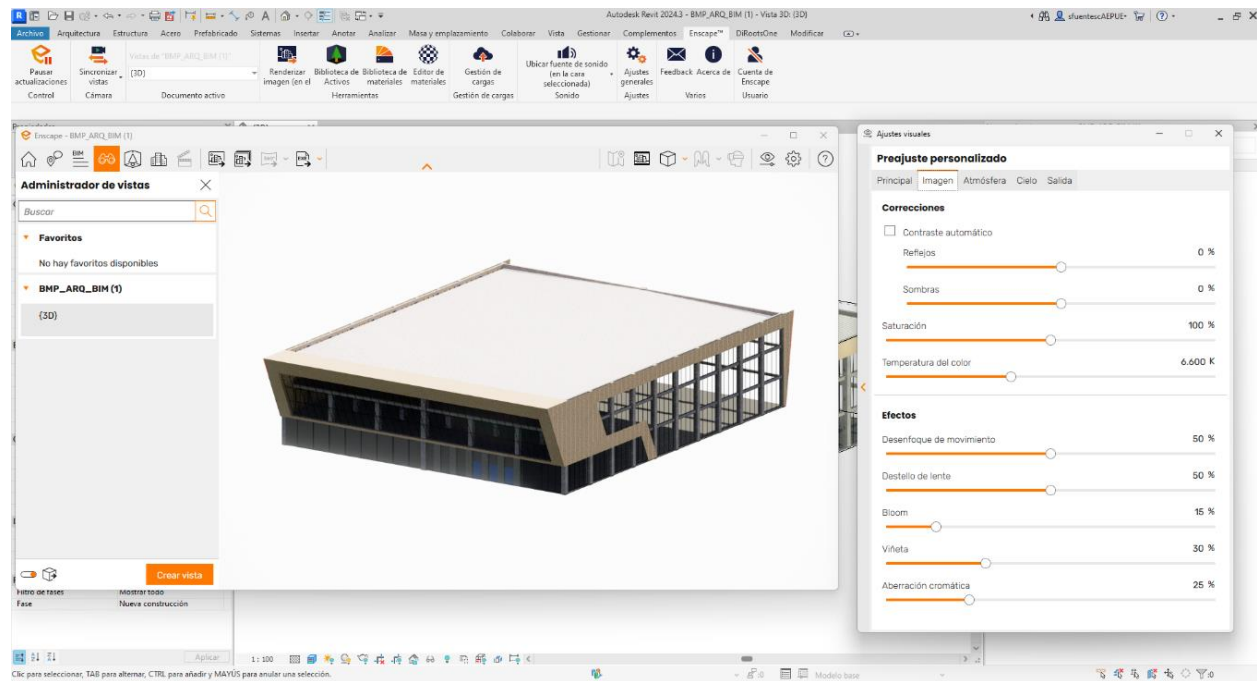 Autodesk Revit 2024.3 - BMP_ARQ_BIM (1) - Vista 3D: {3D}
sfuentescAEPUE
Archivo Arquitectura Estructura Acero Prefabricado Sistemas Insertar Anotar Analizar Masa y emplazamiento Colaborar Vista Gestionar Complementos Enscape™ DiRootsOne Modificar
Pausar actualizaciones
Sincronizar vistas
Vistas de "BMP_ARQ_BIM (1)"
{3D}
Renderizar imagen (en el
Biblioteca de Activos
Biblioteca de materiales
Editor de materiales
Gestión de cargas
Ubicar fuente de sonido (en la cara seleccionada)
Ajustes generales
Feedback
Acerca de
Cuenta de Enscape
Control Cámara Documento activo Herramientas Gestión de cargas Sonido Ajustes Varios Usuario
Enscape - BMP_ARQ_BIM (1)
BIM
Administrador de vistas
Buscar
Favoritos
No hay favoritos disponibles
BMP_ARQ_BIM (1)
{3D}
Crear vista
Ajustes visuales
Preajuste personalizado
Principal Imagen Atmósfera Cielo Salida
Correcciones
Contraste automático
Reflejos 0 %
Sombras 0 %
Saturación 100 %
Temperatura del color 6.600 K
Efectos
Desenfoque de movimiento 50 %
Destello de lente 50 %
Bloom 15 %
Viñeta 30 %
Aberración cromática 25 %
Filtro de fases Mostrar todo
Fase Nueva construcción
Aplicar
1 : 100
Clic para seleccionar, TAB para alternar, CTRL para añadir y MAYÚS para anular una selección.
:0
Modelo base
:0